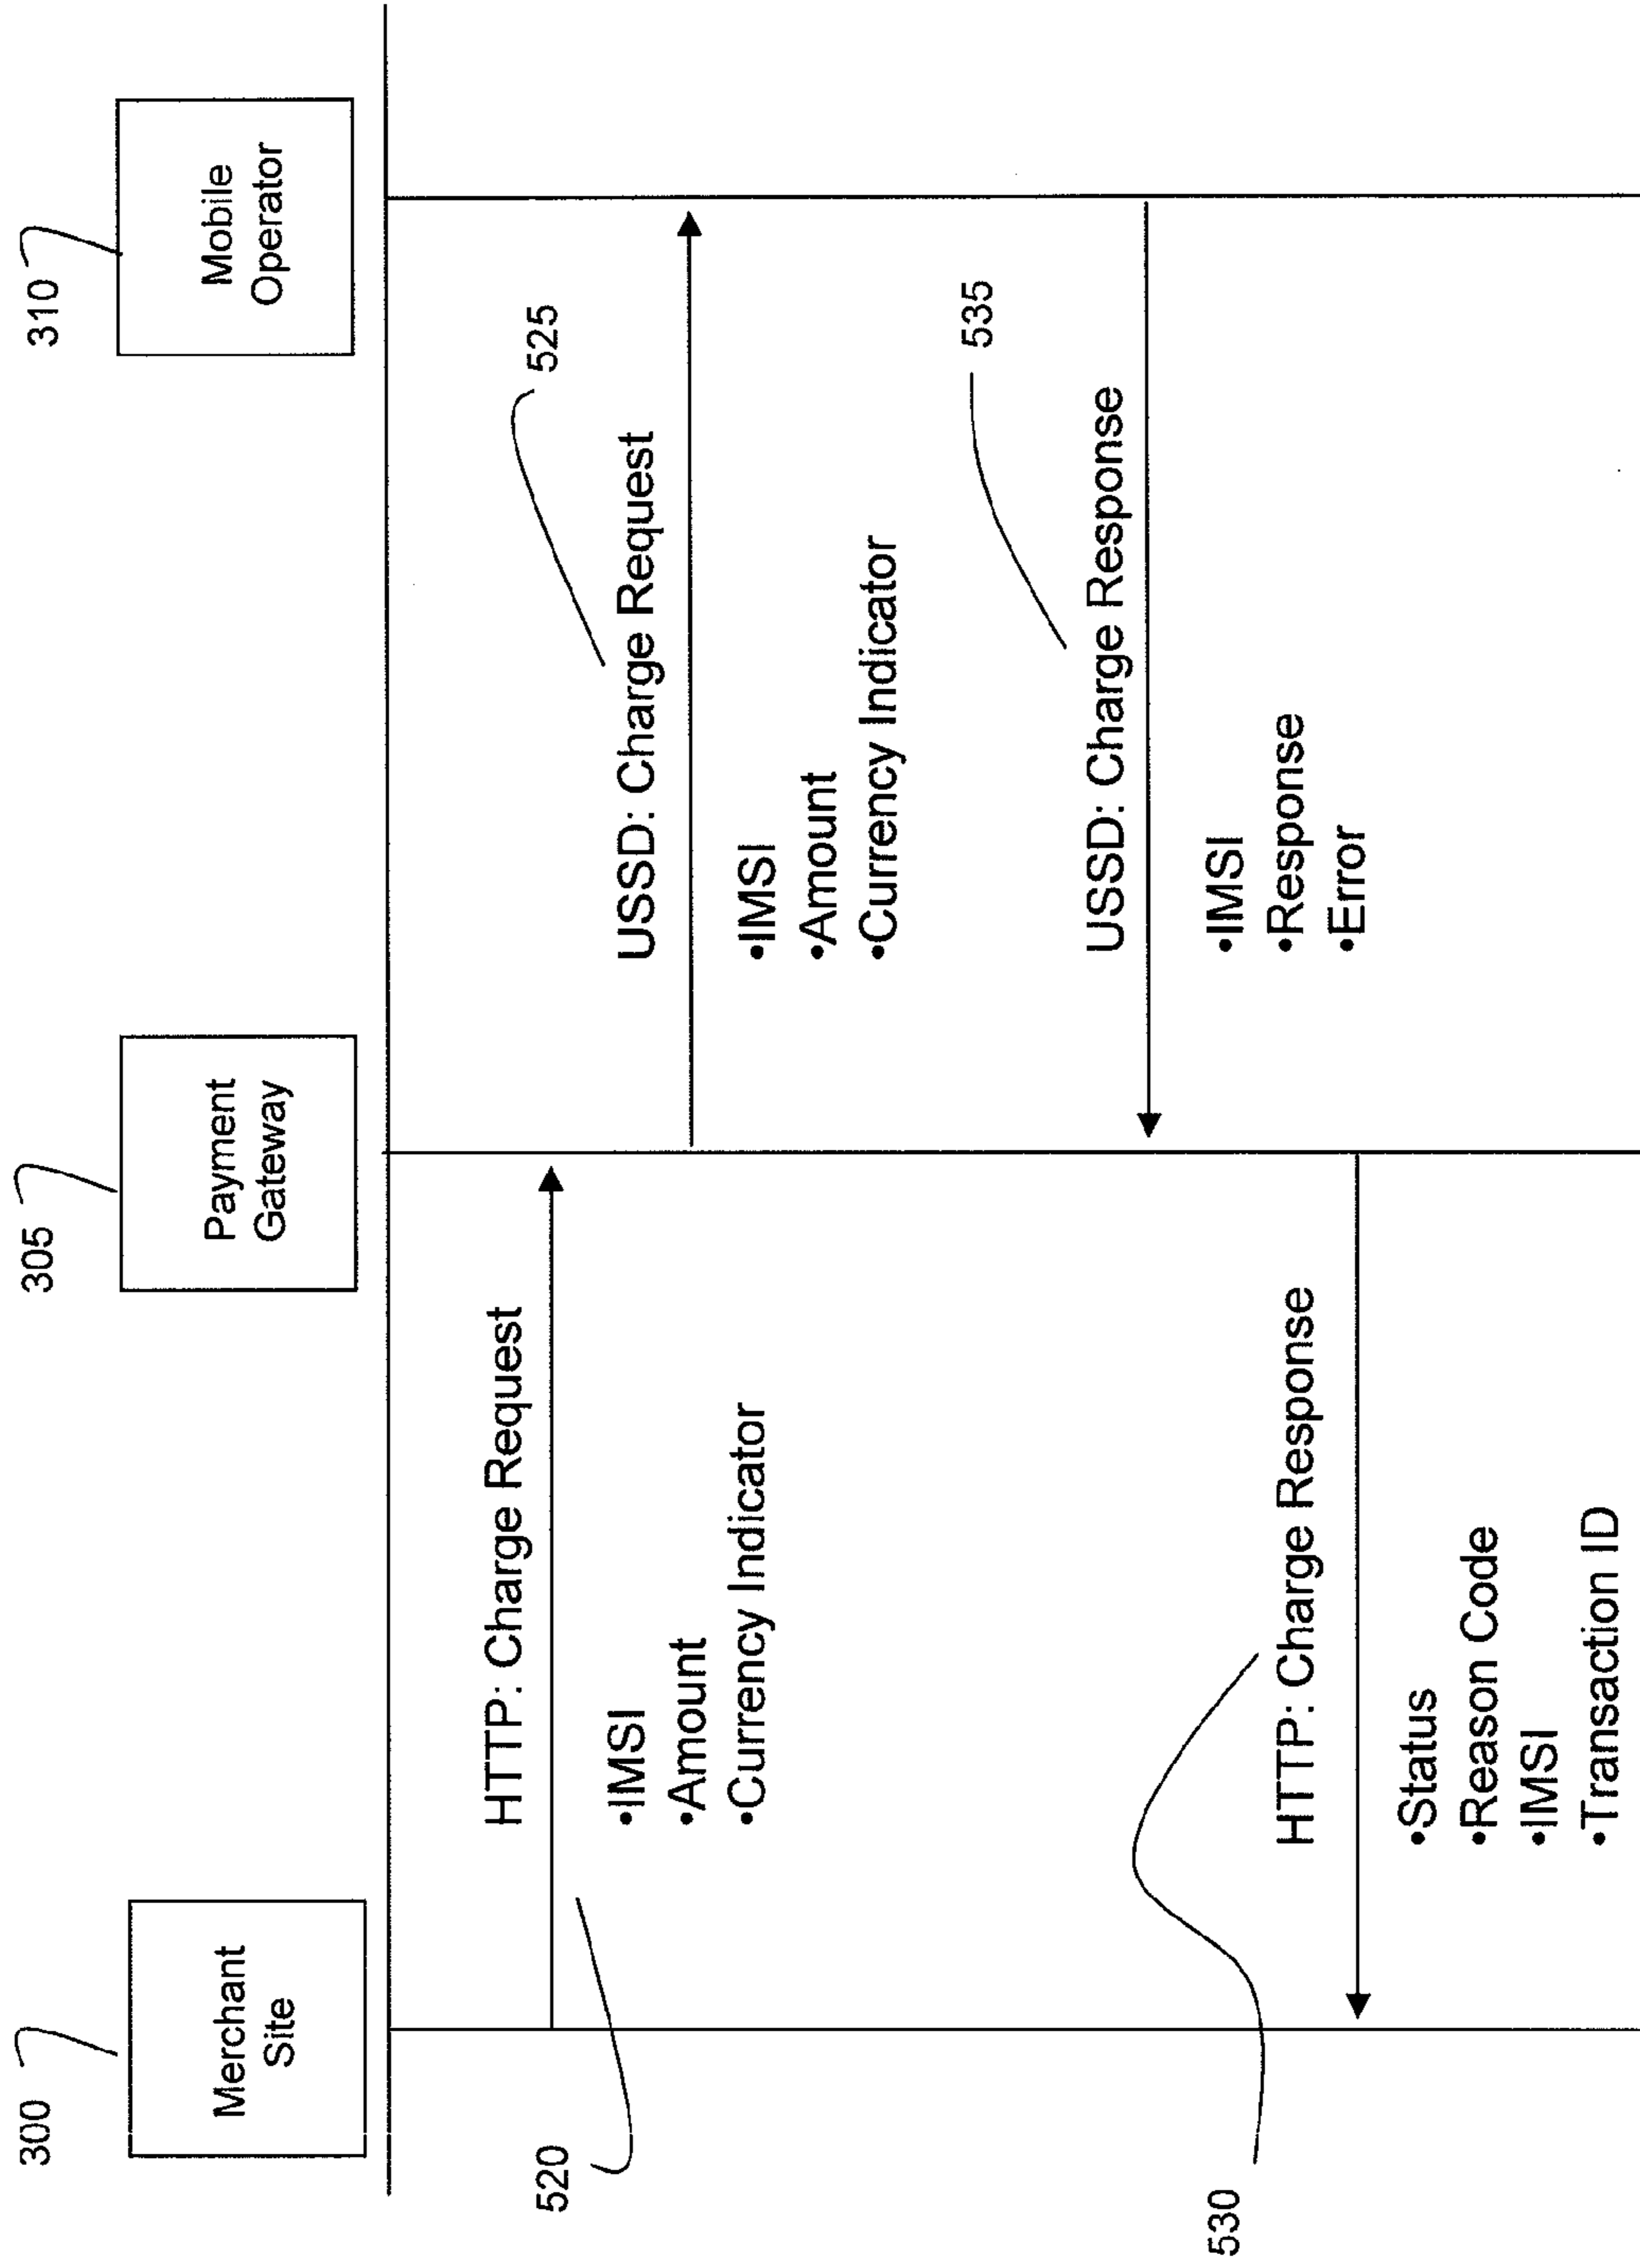 300
Merchant
Site
305
Payment
Gateway
310
Mobile
Operator
HTTP: Charge Request
520
•IMSI
•Amount
•Currency Indicator
USSD: Charge Request
525
•IMSI
•Amount
•Currency Indicator
USSD: Charge Response
535
•IMSI
•Response
•Error
HTTP: Charge Response
530
•Status
•Reason Code
•IMSI
•Transaction ID